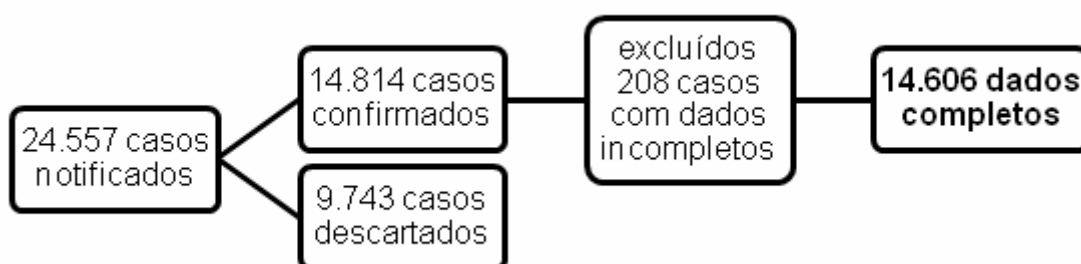 24.557 casos
notificados
14.814 casos
confirmados
9.743 casos
descartados
excluídos
208 casos
com dados
incompletos
14.606 dados
completos